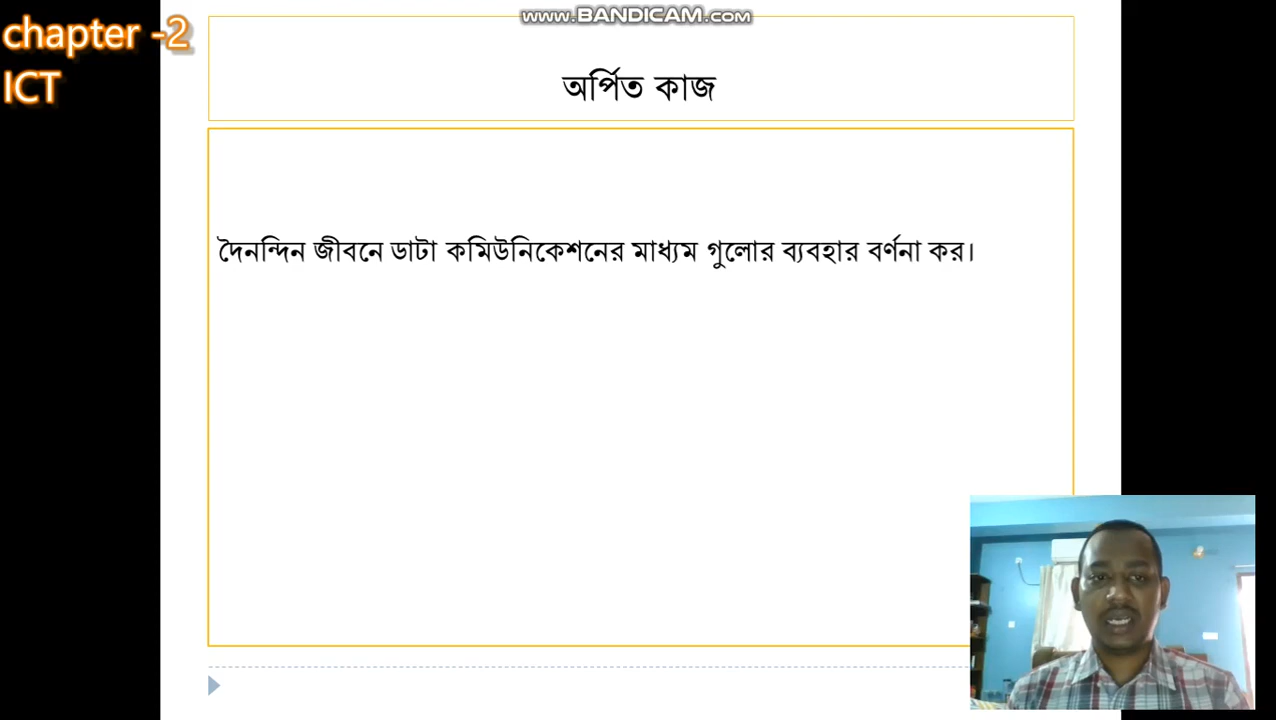 www.BANDICAM.com
chapter -2
ICT
অর্পিত কাজ
দৈনন্দিন জীবনে ডাটা কমিউনিকেশনের মাধ্যম গুলোর ব্যবহার বর্ণনা কর।